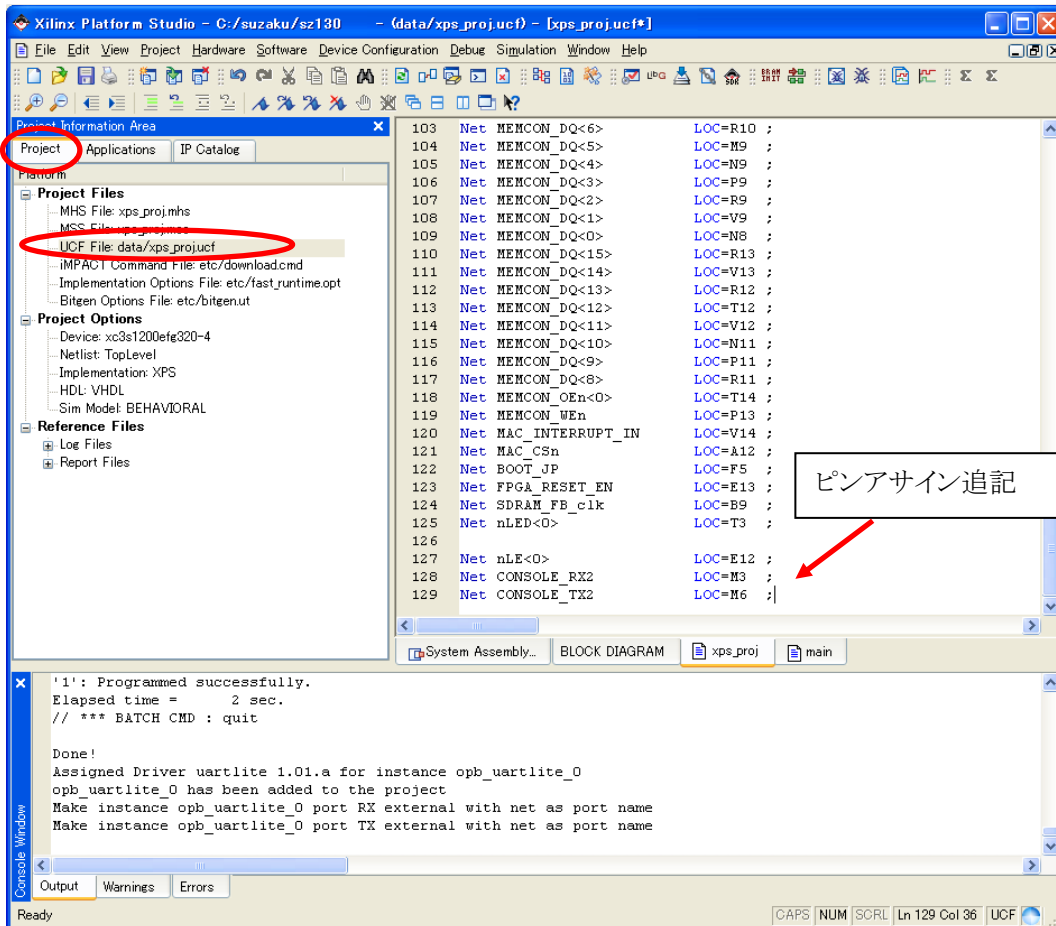 Xilinx Platform Studio - C:/suzaku/sz130 - (data/xps_proj.ucf) - [xps_proj.ucf*]
File Edit View Project Hardware Software Device Configuration Debug Simulation Window Help
Project Information Area
Project Applications IP Catalog
Platform
Project Files
MHS File: xps_proj.mhs
MSS File: xps_proj.mss
UCF File: data/xps_proj.ucf
iMPACT Command File: etc/download.cmd
Implementation Options File: etc/fast_runtime.opt
Bitgen Options File: etc/bitgen.ut
Project Options
Device: xc3s1200efg320-4
Netlist: TopLevel
Implementation: XPS
HDL: VHDL
Sim Model: BEHAVIORAL
Reference Files
Log Files
Report Files
103 Net MEMCON_DQ<6> LOC=R10 ;
104 Net MEMCON_DQ<5> LOC=M9 ;
105 Net MEMCON_DQ<4> LOC=N9 ;
106 Net MEMCON_DQ<3> LOC=P9 ;
107 Net MEMCON_DQ<2> LOC=R9 ;
108 Net MEMCON_DQ<1> LOC=V9 ;
109 Net MEMCON_DQ<0> LOC=N8 ;
110 Net MEMCON_DQ<15> LOC=R13 ;
111 Net MEMCON_DQ<14> LOC=V13 ;
112 Net MEMCON_DQ<13> LOC=R12 ;
113 Net MEMCON_DQ<12> LOC=T12 ;
114 Net MEMCON_DQ<11> LOC=V12 ;
115 Net MEMCON_DQ<10> LOC=N11 ;
116 Net MEMCON_DQ<9> LOC=P11 ;
117 Net MEMCON_DQ<8> LOC=R11 ;
118 Net MEMCON_OEn<0> LOC=T14 ;
119 Net MEMCON_WEn LOC=P13 ;
120 Net MAC_INTERRUPT_IN LOC=V14 ;
121 Net MAC_CSn LOC=A12 ;
122 Net BOOT_JP LOC=F5 ;
123 Net FPGA_RESET_EN LOC=E13 ;
124 Net SDRAM_FB_clk LOC=B9 ;
125 Net nLED<0> LOC=T3 ;
126
127 Net nLE<0> LOC=E12 ;
128 Net CONSOLE_RX2 LOC=M3 ;
129 Net CONSOLE_TX2 LOC=M6 ;
ピンアサイン追記
System Assembly... BLOCK DIAGRAM xps_proj main
'1': Programmed successfully.
Elapsed time = 2 sec.
// *** BATCH CMD : quit
Done!
Assigned Driver uartlite 1.01.a for instance opb_uartlite_0
opb_uartlite_0 has been added to the project
Make instance opb_uartlite_0 port RX external with net as port name
Make instance opb_uartlite_0 port TX external with net as port name
Console Window
Output Warnings Errors
Ready CAPS NUM SCRL Ln 129 Col 36 UCF